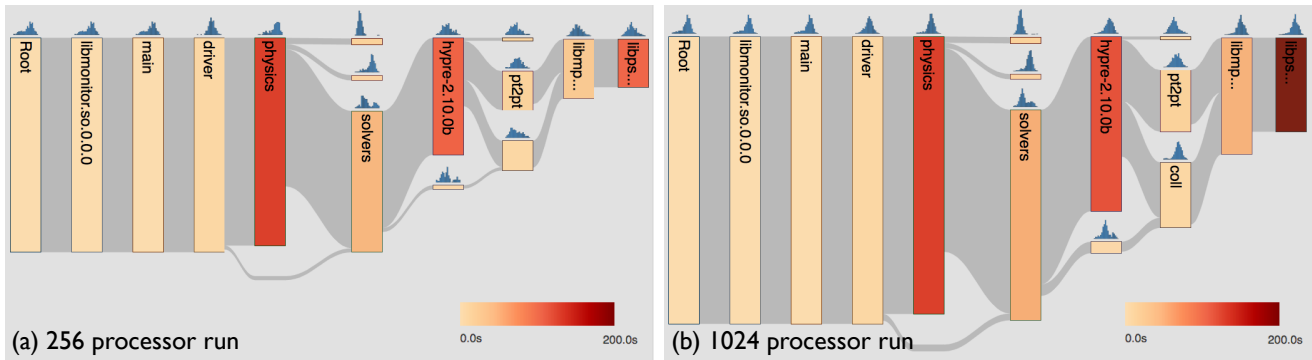 Root
libmonitor.so.0.0.0
main
driver
physics
solvers
hypre-2.10.0b
pt2pt
libmp...
libps...
0.0s
200.0s
(a) 256 processor run
Root
libmonitor.so.0.0.0
main
driver
physics
solvers
hypre-2.10.0b
pt2pt
coll
libmp...
libps...
0.0s
200.0s
(b) 1024 processor run